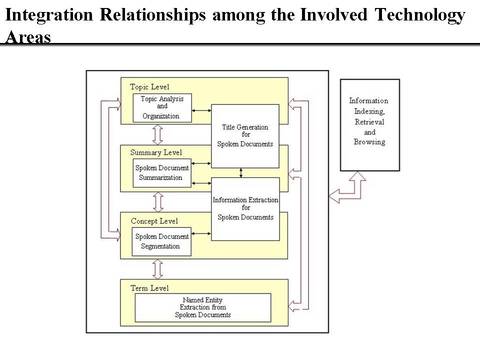 Integration Relationships among the Involved Technology
Areas
Topic Level
Topic Analysis
and
Organization
Title Generation
for
Spoken Documents
Information
Indexing,
Retrieval
and
Browsing
Summary Level
Spoken Document
Summarization
Information Extraction
for
Spoken Documents
Concept Level
Spoken Document
Segmentation
Term Level
Named Entity
Extraction from
Spoken Documents